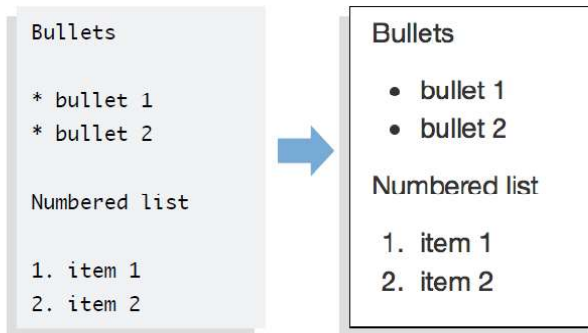 Bullets
* bullet 1
* bullet 2
Numbered list
1. item 1
2. item 2
Bullets
• bullet 1
• bullet 2
Numbered list
1. item 1
2. item 2